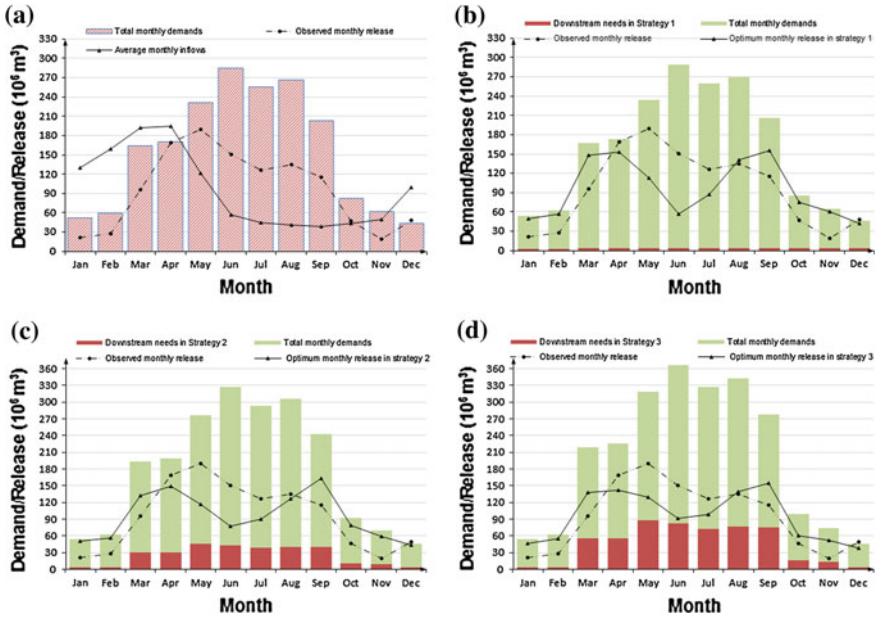 (a)
Total monthly demands
Observed monthly release
Average monthly inflows
Demand/Release (10⁶ m³)
330
300
270
240
210
180
150
120
90
60
30
0
Jan Feb Mar Apr May Jun Jul Aug Sep Oct Nov Dec
Month
(b)
Downstream needs in Strategy 1
Total monthly demands
Observed monthly release
Optimum monthly release in strategy 1
Demand/Release (10⁶ m³)
330
300
270
240
210
180
150
120
90
60
30
0
Jan Feb Mar Apr May Jun Jul Aug Sep Oct Nov Dec
Month
(c)
Downstream needs in Strategy 2
Total monthly demands
Observed monthly release
Optimum monthly release in strategy 2
Demand/Release (10⁶ m³)
360
330
300
270
240
210
180
150
120
90
60
30
0
Jan Feb Mar Apr May Jun Jul Aug Sep Oct Nov Dec
Month
(d)
Downstream needs in Strategy 3
Total monthly demands
Observed monthly release
Optimum monthly release in strategy 3
Demand/Release (10⁶ m³)
360
330
300
270
240
210
180
150
120
90
60
30
0
Jan Feb Mar Apr May Jun Jul Aug Sep Oct Nov Dec
Month